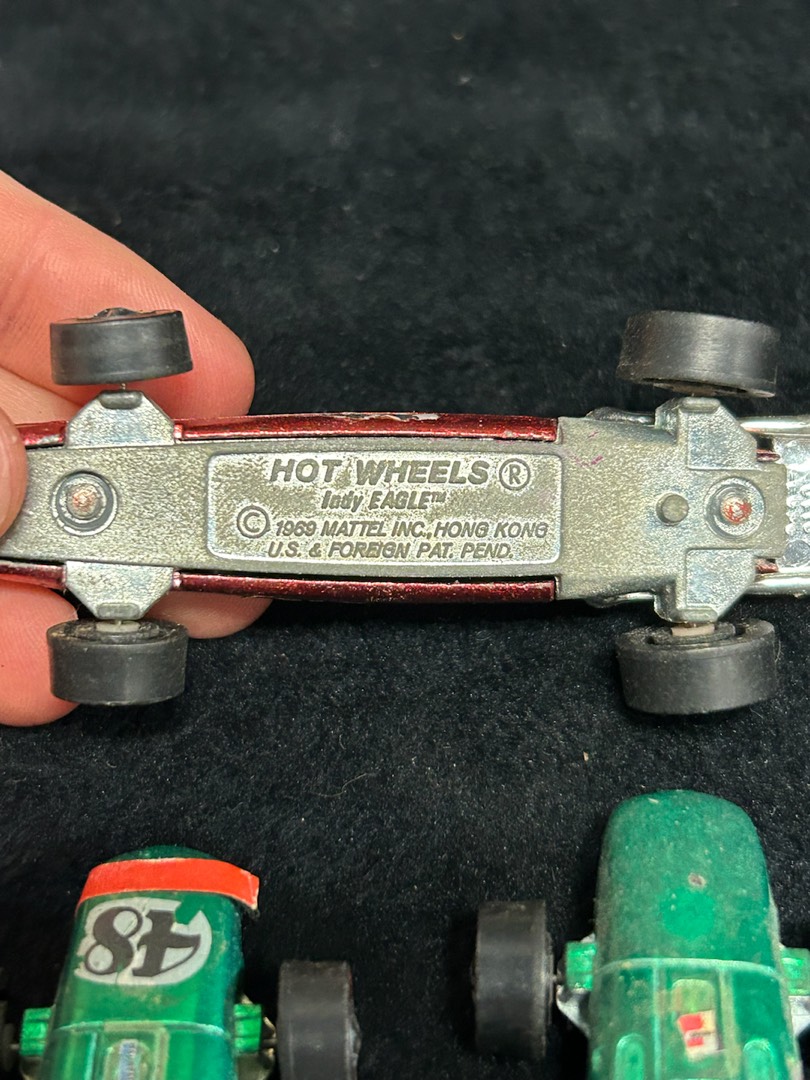 HOT WHEELS ®
Indy EAGLE™
© 1969 MATTEL INC., HONG KONG
U.S. & FOREIGN PAT. PEND.
48